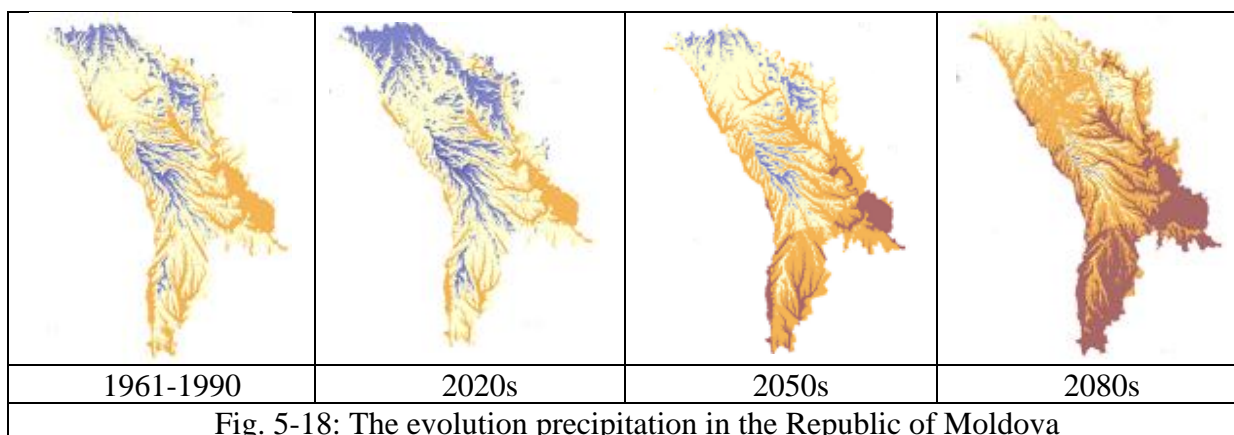 1961-1990
2020s
2050s
2080s
Fig. 5-18: The evolution precipitation in the Republic of Moldova